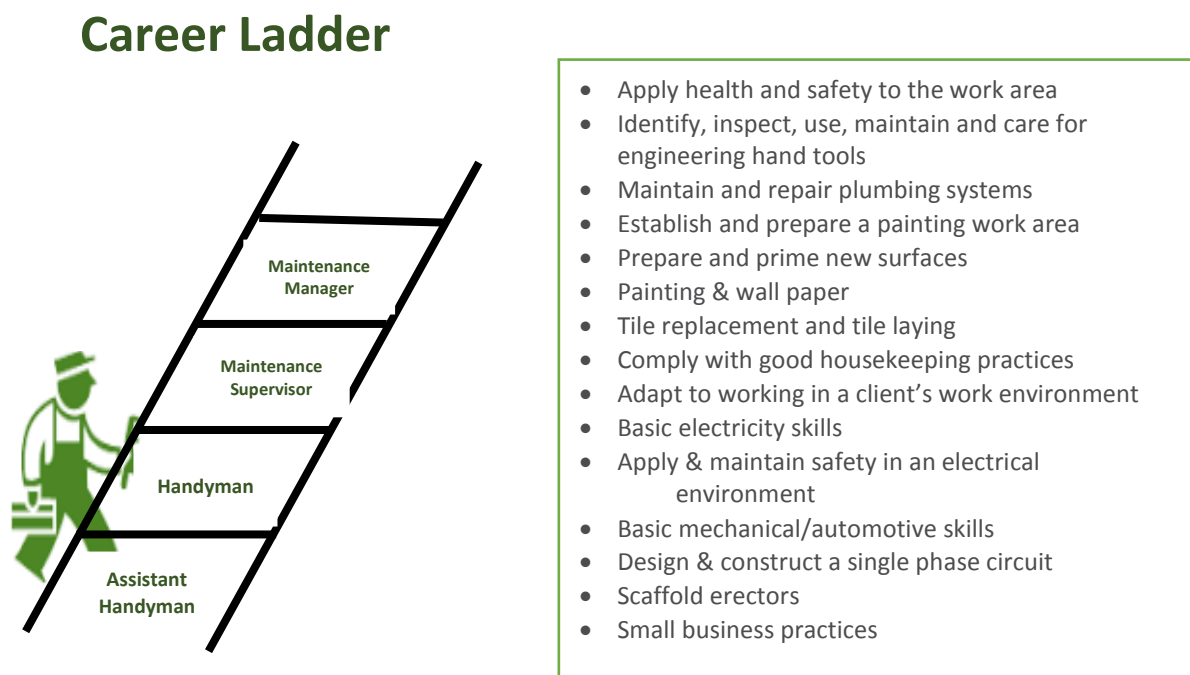 Career Ladder
Maintenance
Manager
Maintenance
Supervisor
Handyman
Assistant
Handyman
• Apply health and safety to the work area
• Identify, inspect, use, maintain and care for
engineering hand tools
• Maintain and repair plumbing systems
• Establish and prepare a painting work area
• Prepare and prime new surfaces
• Painting & wall paper
• Tile replacement and tile laying
• Comply with good housekeeping practices
• Adapt to working in a client’s work environment
• Basic electricity skills
• Apply & maintain safety in an electrical
environment
• Basic mechanical/automotive skills
• Design & construct a single phase circuit
• Scaffold erectors
• Small business practices